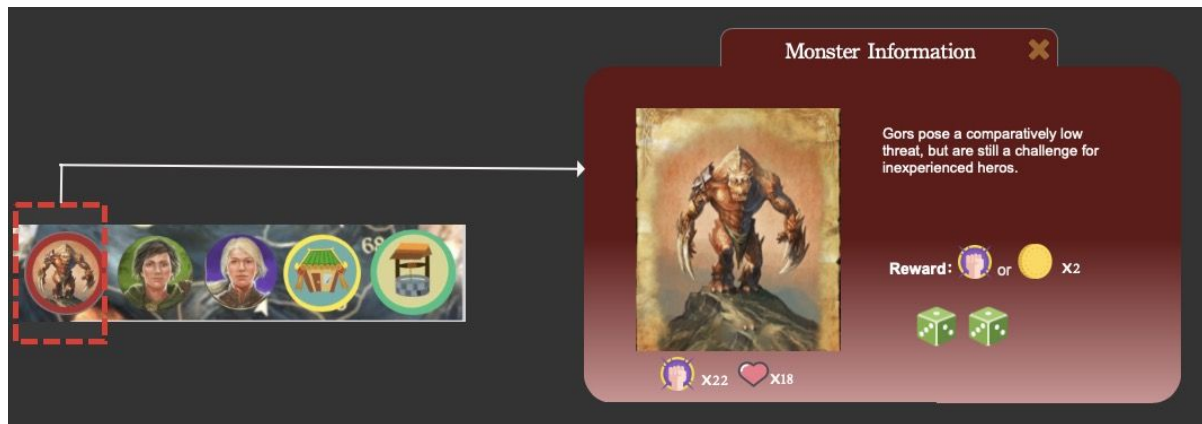 Monster Information
Gors pose a comparatively low
threat, but are still a challenge for
inexperienced heros.
68
Reward: or X2
X22 X18